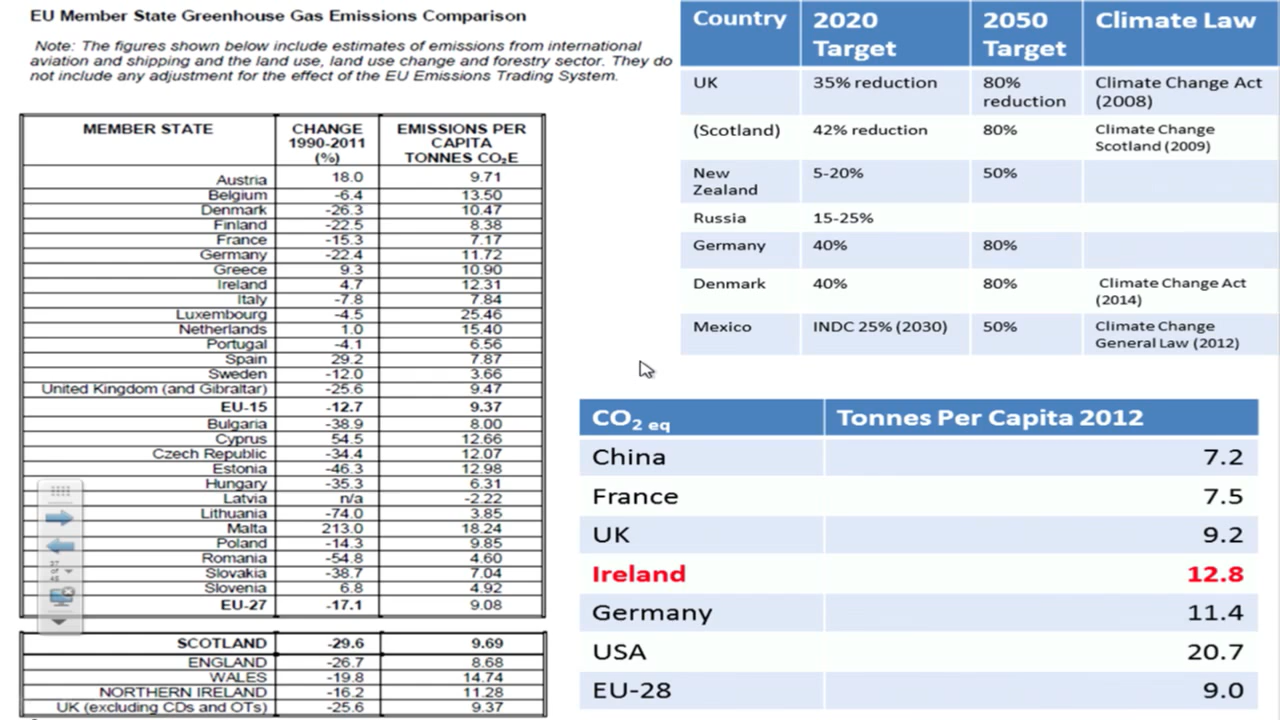 EU Member State Greenhouse Gas Emissions Comparison
Note: The figures shown below include estimates of emissions from international
aviation and shipping and the land use, land use change and forestry sector. They do
not include any adjustment for the effect of the EU Emissions Trading System.
MEMBER STATE CHANGE 1990-2011 (%) EMISSIONS PER CAPITA TONNES CO₂E
Austria 18.0 9.71
Belgium -6.4 13.50
Denmark -26.3 10.47
Finland -22.5 8.38
France -15.3 7.17
Germany -22.4 11.72
Greece 9.3 10.90
Ireland 4.7 12.31
Italy -7.8 7.84
Luxembourg -4.5 25.46
Netherlands 1.0 15.40
Portugal -4.1 6.56
Spain 29.2 7.87
Sweden -12.0 3.66
United Kingdom (and Gibraltar) -25.6 9.47
EU-15 -12.7 9.37
Bulgaria -38.9 8.00
Cyprus 54.5 12.66
Czech Republic -34.4 12.07
Estonia -46.3 12.98
Hungary -35.3 6.31
Latvia n/a -2.22
Lithuania -74.0 3.85
Malta 213.0 18.24
Poland -14.3 9.85
Romania -54.8 4.60
Slovakia -38.7 7.04
Slovenia 6.8 4.92
EU-27 -17.1 9.08
SCOTLAND -29.6 9.69
ENGLAND -26.7 8.68
WALES -19.8 14.74
NORTHERN IRELAND -16.2 11.28
UK (excluding CDs and OTs) -25.6 9.37
Country 2020 Target 2050 Target Climate Law
UK 35% reduction 80% reduction Climate Change Act (2008)
(Scotland) 42% reduction 80% Climate Change Scotland (2009)
New Zealand 5-20% 50%
Russia 15-25%
Germany 40% 80%
Denmark 40% 80% Climate Change Act (2014)
Mexico INDC 25% (2030) 50% Climate Change General Law (2012)
CO₂ eq Tonnes Per Capita 2012
China 7.2
France 7.5
UK 9.2
Ireland 12.8
Germany 11.4
USA 20.7
EU-28 9.0